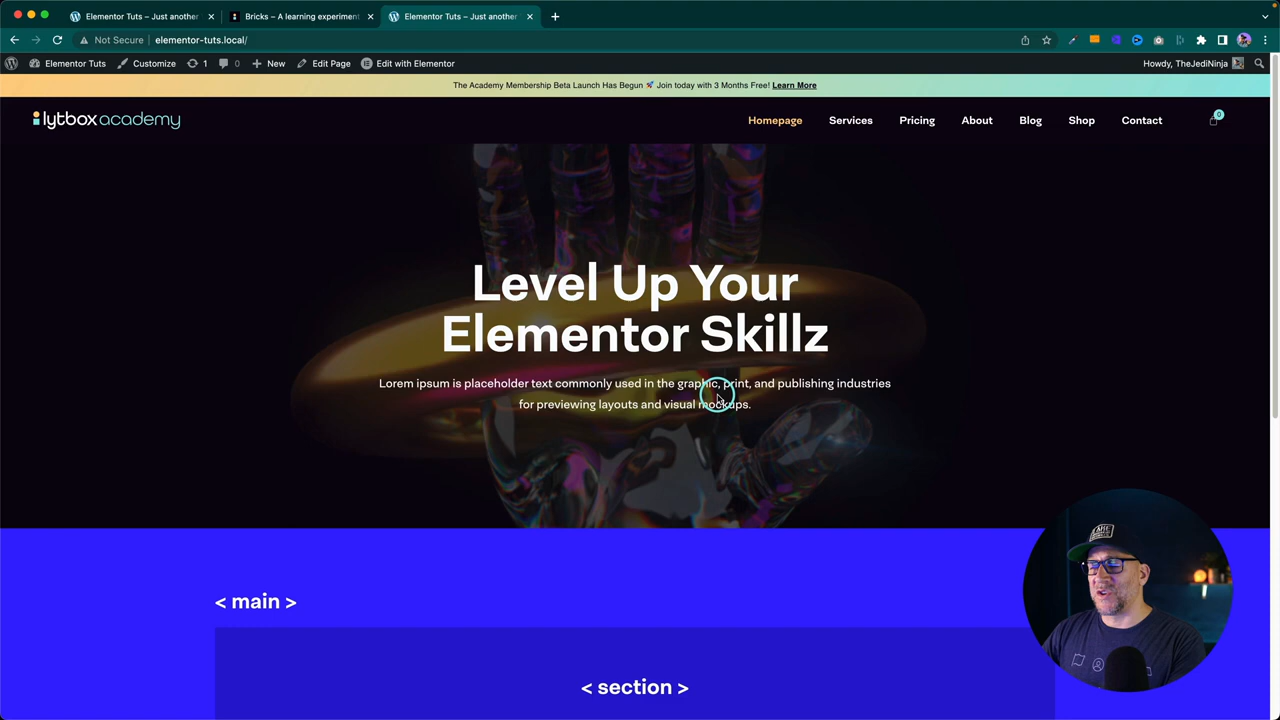 Elementor Tuts – Just another
Bricks – A learning experiment
Elementor Tuts – Just another
Not Secure
elementor-tuts.local/
Elementor Tuts
Customize
1
0
New
Edit Page
Edit with Elementor
Howdy, TheJediNinja
The Academy Membership Beta Launch Has Begun 🚀 Join today with 3 Months Free! Learn More
lytboxacademy
Homepage
Services
Pricing
About
Blog
Shop
Contact
0
Level Up Your
Elementor Skillz
Lorem ipsum is placeholder text commonly used in the graphic, print, and publishing industries
for previewing layouts and visual mockups.
< main >
< section >